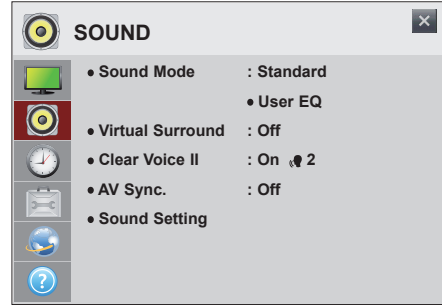 SOUND
• Sound Mode : Standard
• User EQ
• Virtual Surround : Off
• Clear Voice II : On 2
• AV Sync. : Off
• Sound Setting
?